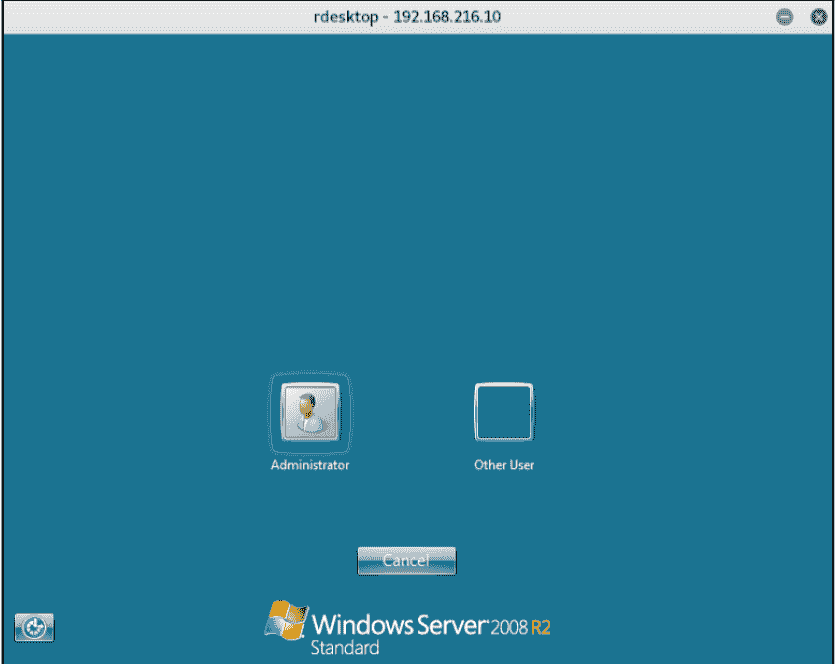 rdesktop - 192.168.216.10
Administrator
Other User
Cancel
Windows Server 2008 R2
Standard